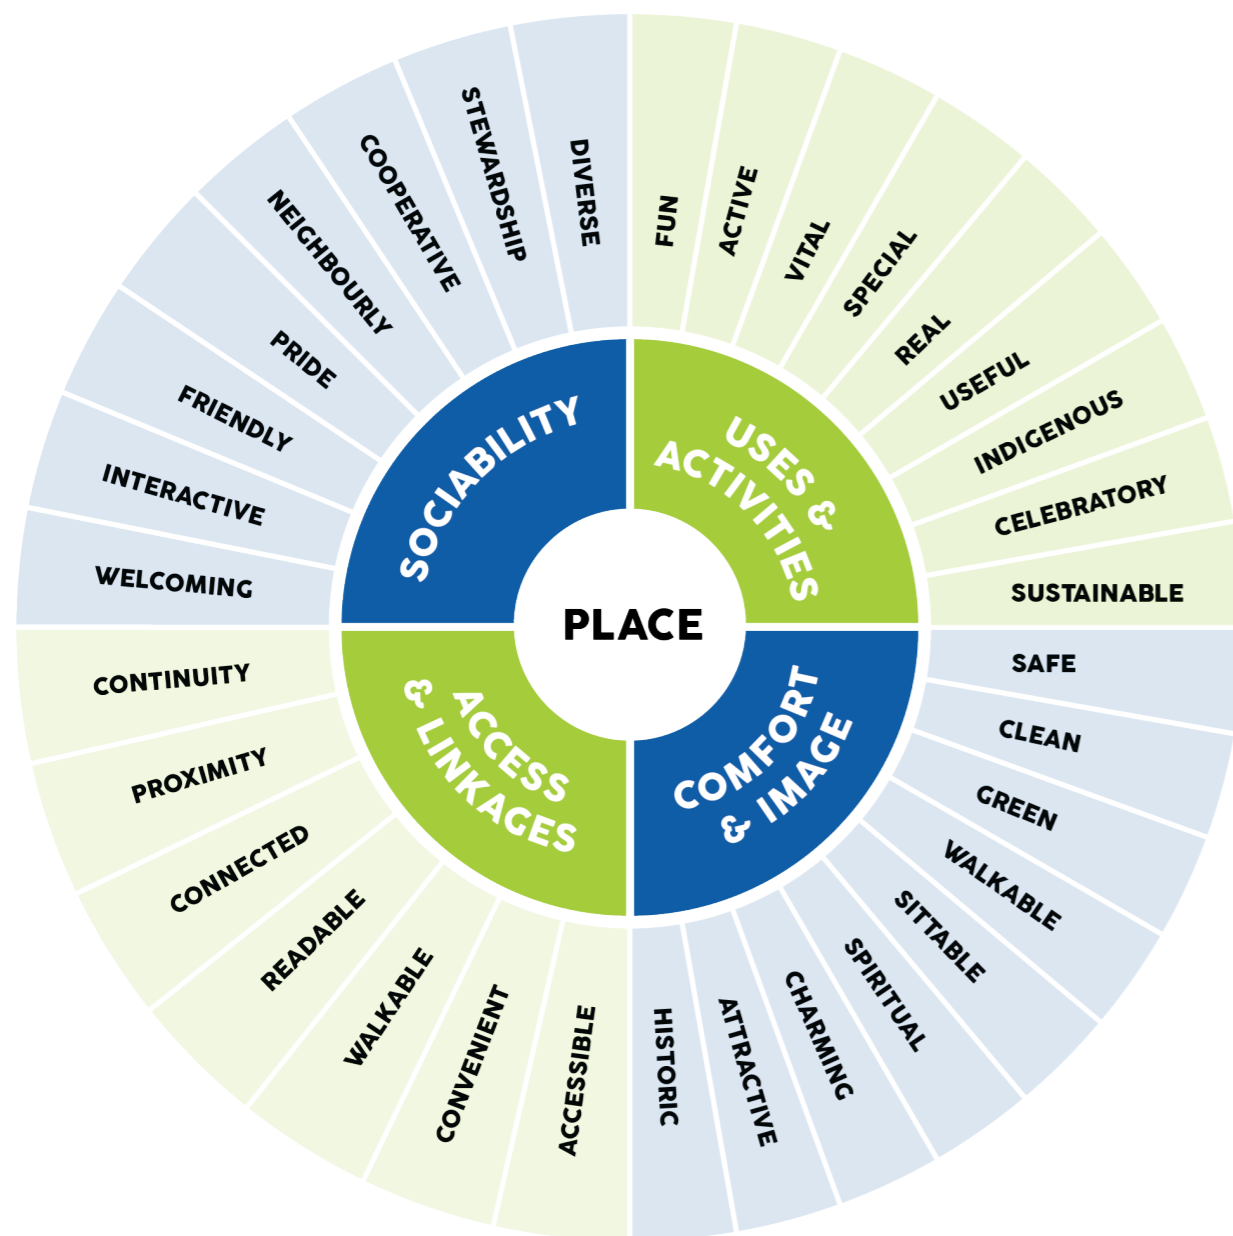 PLACE
SOCIABILITY
USES &
ACTIVITIES
COMFORT
& IMAGE
ACCESS
& LINKAGES
FUN
ACTIVE
VITAL
SPECIAL
REAL
USEFUL
INDIGENOUS
CELEBRATORY
SUSTAINABLE
SAFE
CLEAN
GREEN
WALKABLE
SITTABLE
SPIRITUAL
CHARMING
ATTRACTIVE
HISTORIC
ACCESSIBLE
CONVENIENT
WALKABLE
READABLE
CONNECTED
PROXIMITY
CONTINUITY
WELCOMING
INTERACTIVE
FRIENDLY
PRIDE
NEIGHBOURLY
COOPERATIVE
STEWARDSHIP
DIVERSE